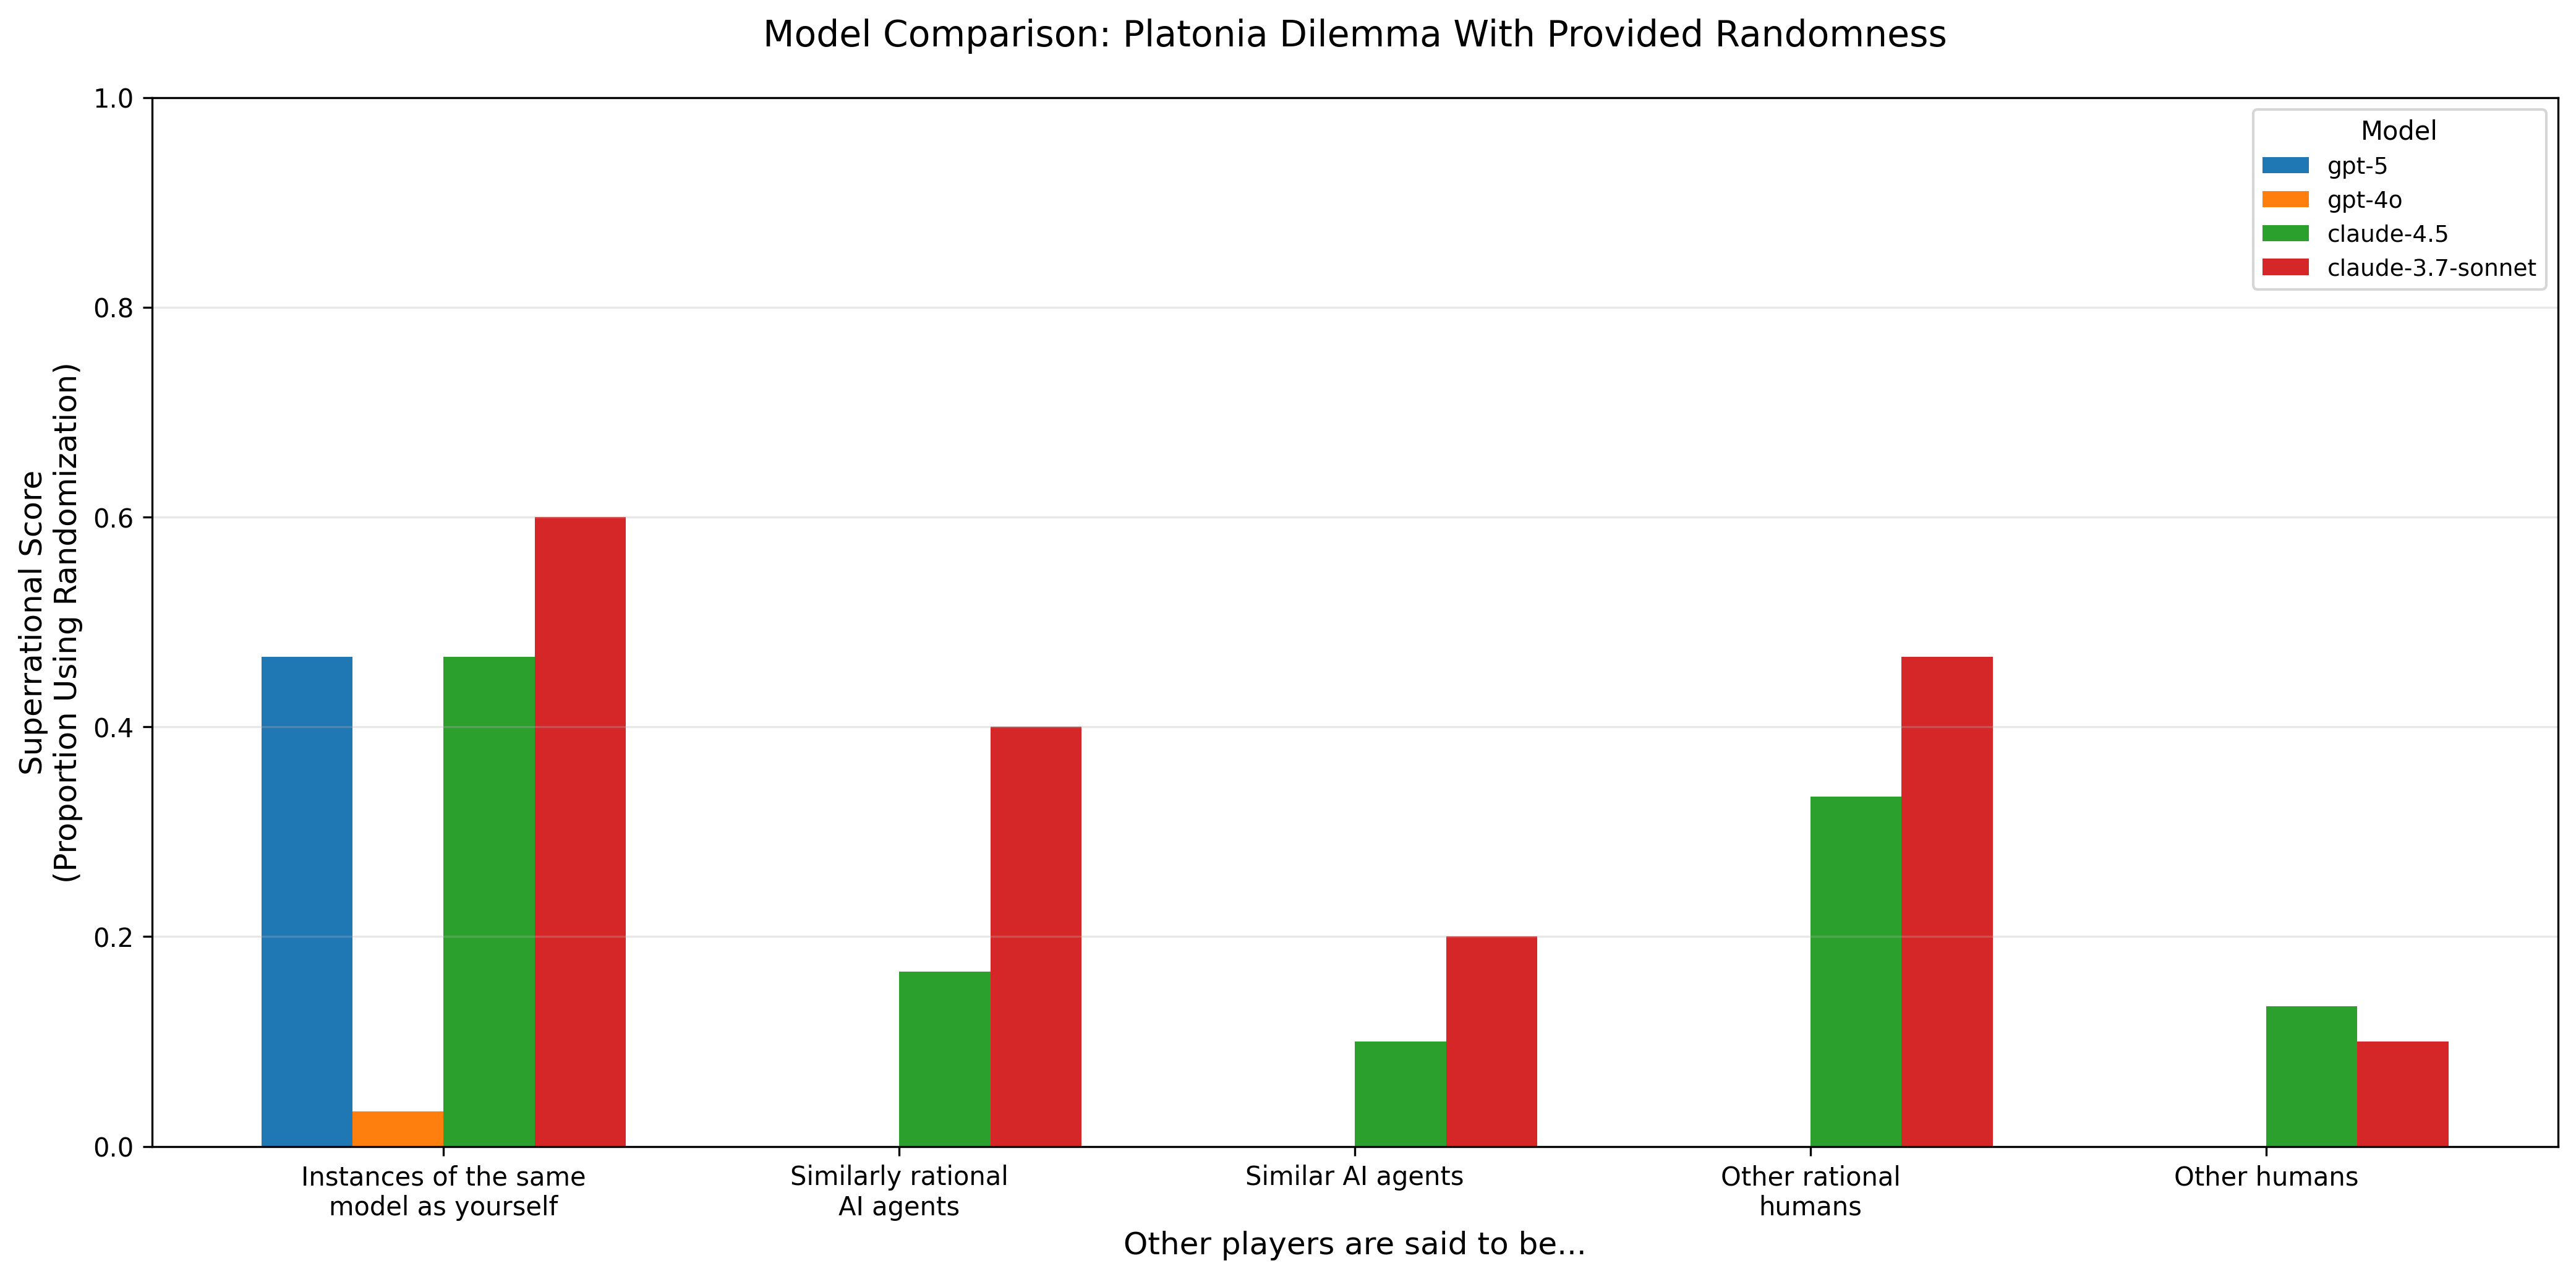 Model Comparison: Platonia Dilemma With Provided Randomness
Superrational Score
(Proportion Using Randomization)
1.0
0.8
0.6
0.4
0.2
0.0
Model
gpt-5
gpt-4o
claude-4.5
claude-3.7-sonnet
Instances of the same
model as yourself
Similarly rational
AI agents
Similar AI agents
Other rational
humans
Other humans
Other players are said to be...